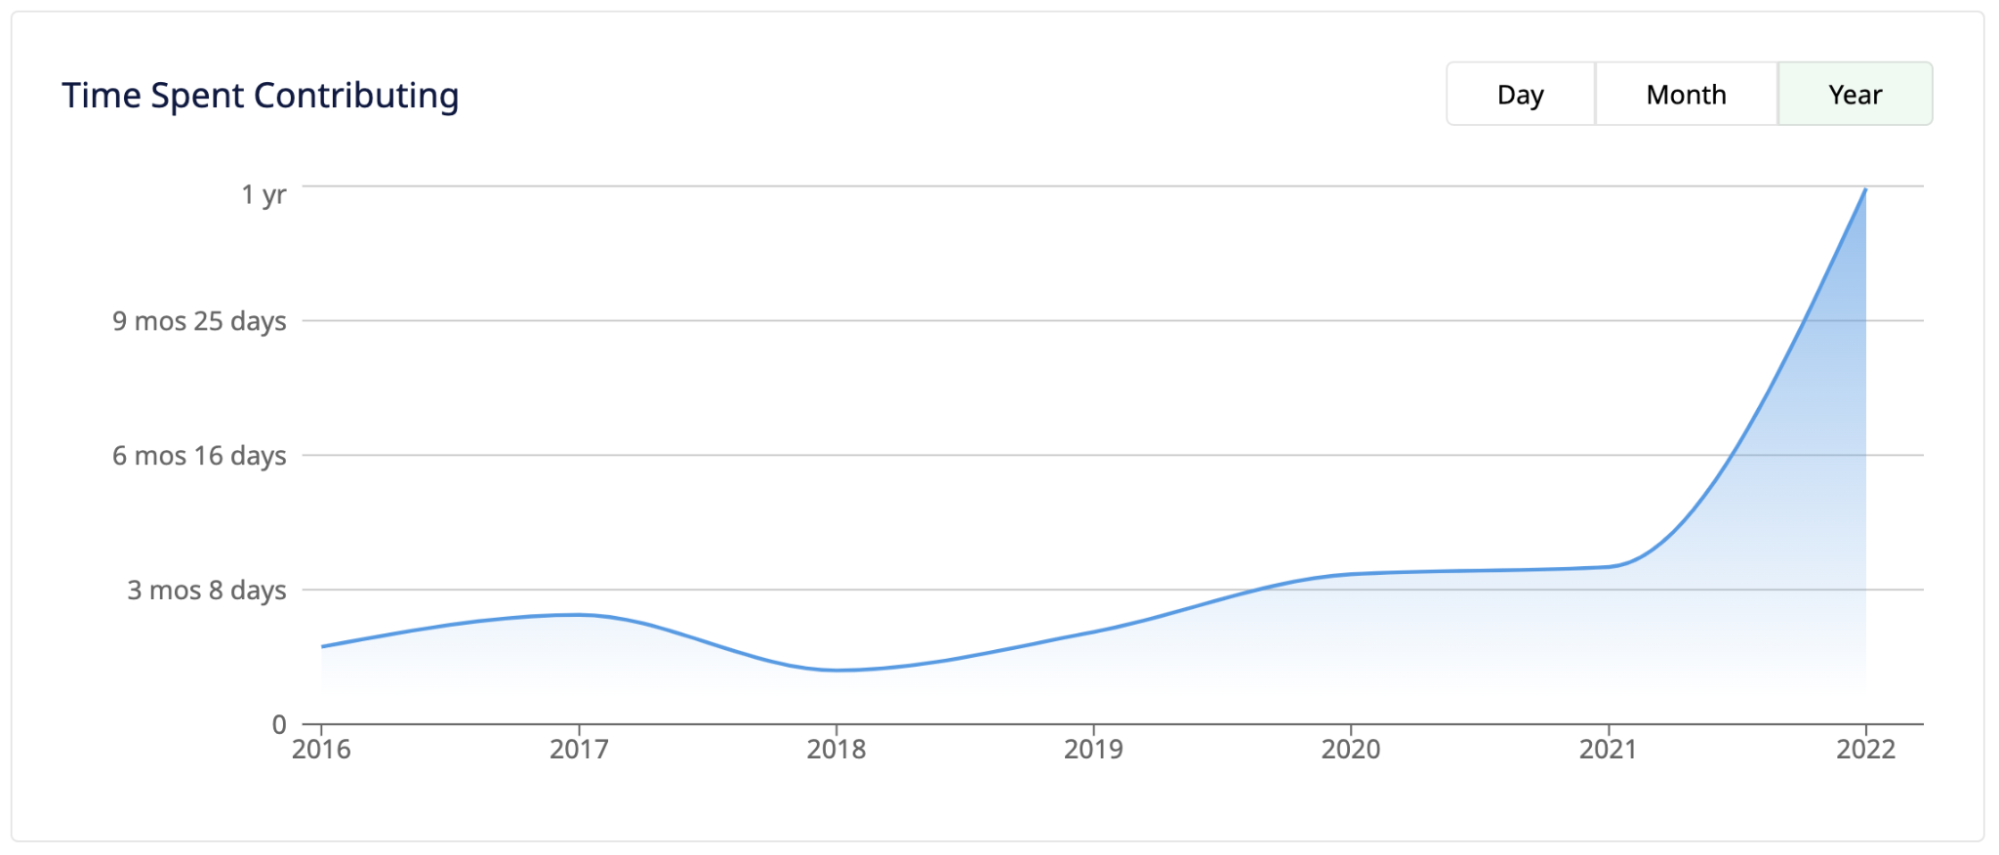 Time Spent Contributing
Day Month Year
1 yr
9 mos 25 days
6 mos 16 days
3 mos 8 days
0
2016 2017 2018 2019 2020 2021 2022